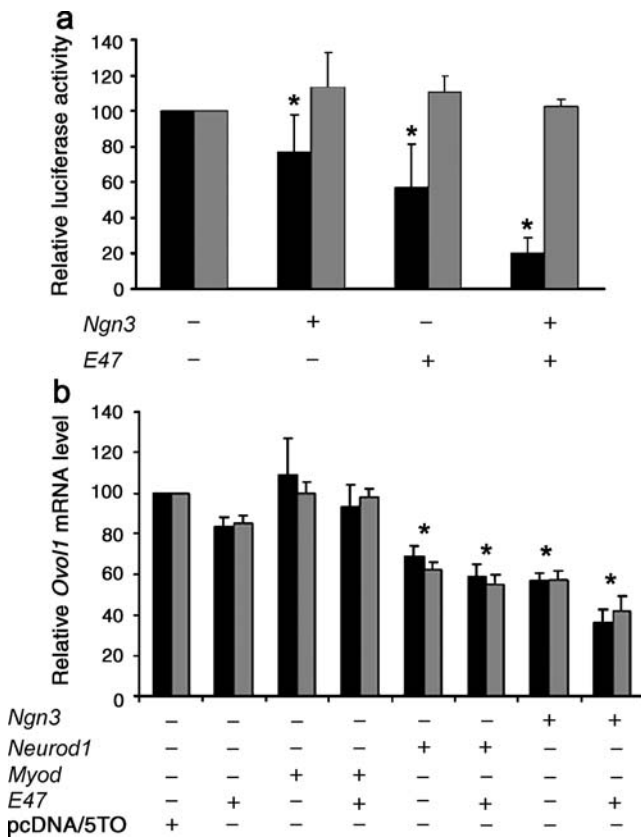 a
Relative luciferase activity
140
120
100
80
60
40
20
0
* * *
Ngn3 – + – +
E47 – – + +
b
Relative Ovol1 mRNA level
140
120
100
80
60
40
20
0
* * * *
Ngn3 – – – – – – + +
Neurod1 – – – – + + – –
Myod – – + + – – – –
E47 – + – + – + – +
pcDNA/5TO + – – – – – – –